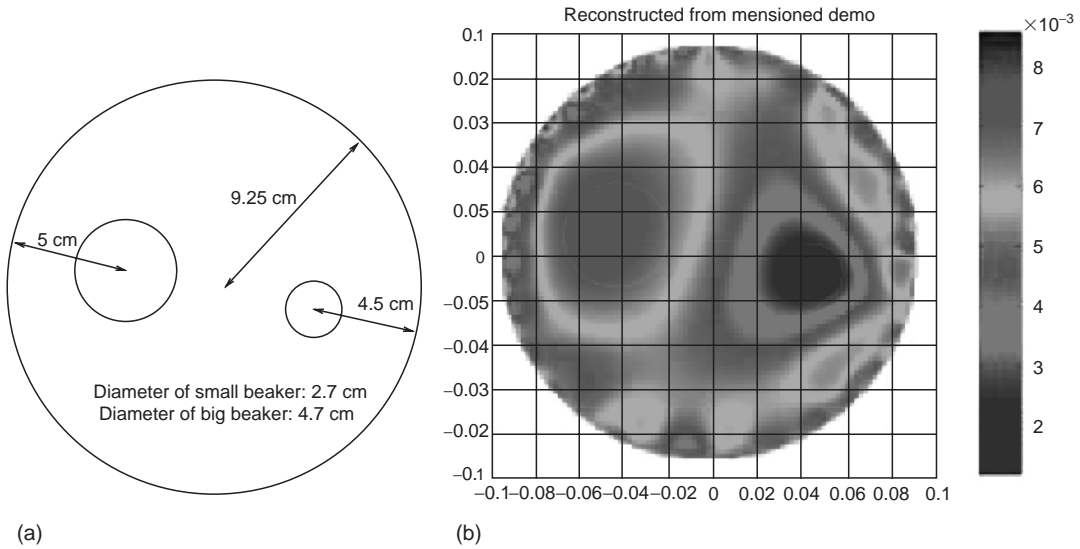 Reconstructed from mensioned demo
9.25 cm
5 cm
4.5 cm
Diameter of small beaker: 2.7 cm
Diameter of big beaker: 4.7 cm
(a)
0.1
0.02
0.03
0.04
0.05
0
−0.05
−0.04
−0.03
−0.02
−0.1
−0.1 −0.08 −0.06 −0.04 −0.02 0 0.02 0.04 0.06 0.08 0.1
(b)
×10−3
8
7
6
5
4
3
2